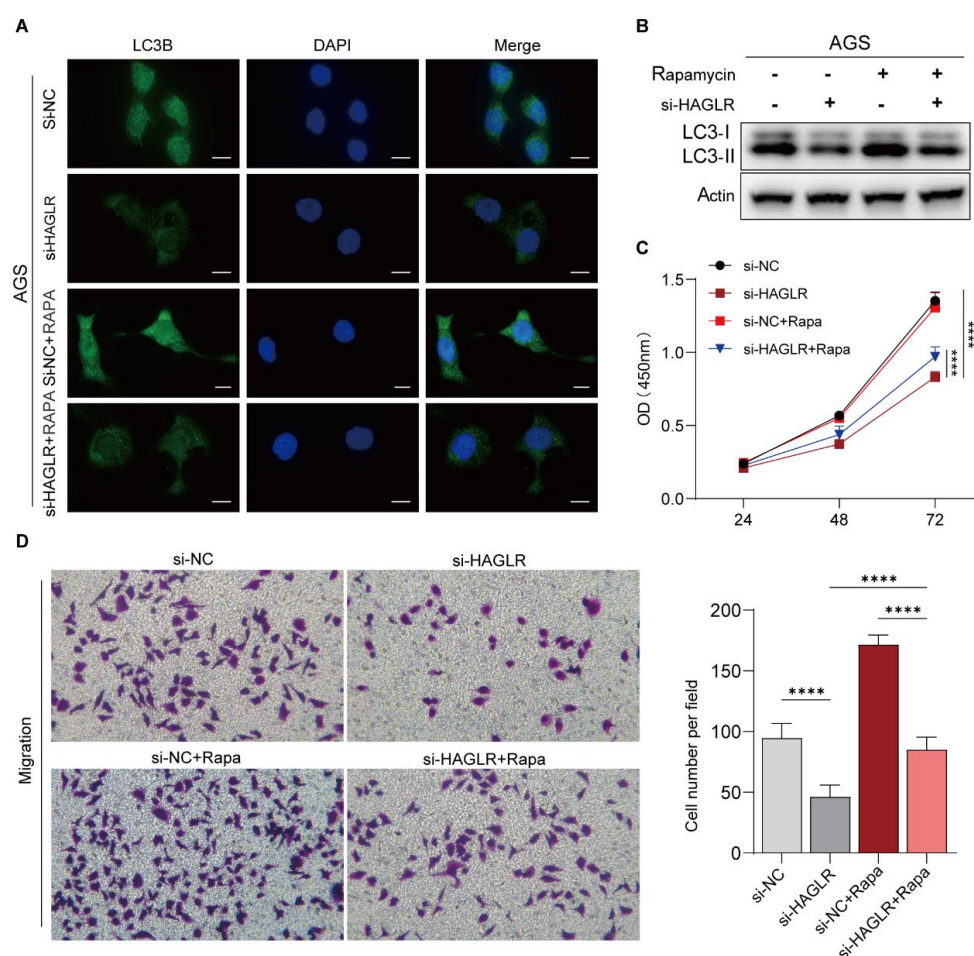 A
LC3B DAPI Merge
AGS
Si-NC
si-HAGLR
Si-NC+RAPA
si-HAGLR+RAPA
B
AGS
Rapamycin - - + +
si-HAGLR - + - +
LC3-I
LC3-II
Actin
C
si-NC
si-HAGLR
si-NC+Rapa
si-HAGLR+Rapa
OD (450nm)
1.5
1.0
0.5
0.0
24 48 72
****
****
D
Migration
si-NC si-HAGLR
si-NC+Rapa si-HAGLR+Rapa
Cell number per field
200
150
100
50
0
****
****
****
si-NC
si-HAGLR
si-NC+Rapa
si-HAGLR+Rapa